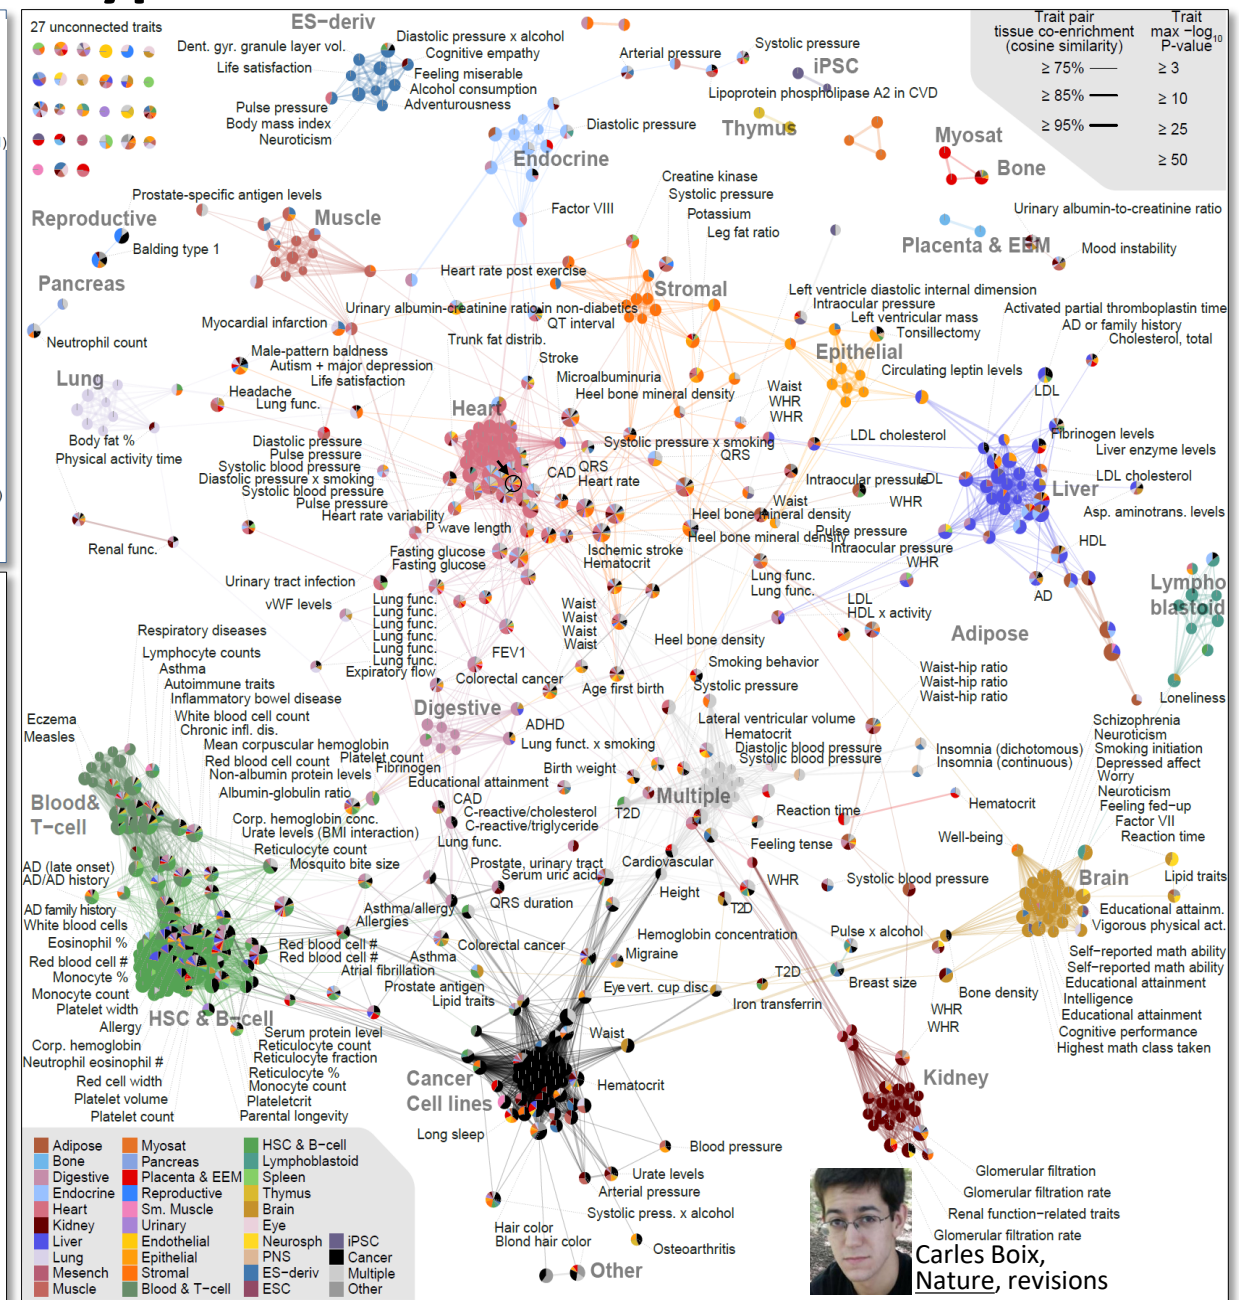 27 unconnected traits
ES-deriv
Dent. gyr. granule layer vol.
Life satisfaction
Diastolic pressure x alcohol
Cognitive empathy
Feeling miserable
Alcohol consumption
Adventurousness
Pulse pressure
Body mass index
Neuroticism
Arterial pressure
Systolic pressure
iPSC
Lipoprotein phospholipase A2 in CVD
Thymus
Diastolic pressure
Endocrine
Trait pair
tissue co-enrichment
(cosine similarity)
≥ 75%
≥ 85%
≥ 95%
Trait
max −log10
P-value
≥ 3
≥ 10
≥ 25
≥ 50
Myosat
Bone
Prostate-specific antigen levels
Reproductive
Muscle
Balding type 1
Pancreas
Neutrophil count
Factor VIII
Creatine kinase
Systolic pressure
Potassium
Leg fat ratio
Urinary albumin-to-creatinine ratio
Placenta & EEM
Mood instability
Heart rate post exercise
Stromal
Urinary albumin-creatinine ratio in non-diabetics
QT interval
Myocardial infarction
Trunk fat distrib.
Left ventricle diastolic internal dimension
Intraocular pressure
Left ventricular mass
Tonsillectomy
Activated partial thromboplastin time
AD or family history
Cholesterol, total
Epithelial
Circulating leptin levels
LDL
Male-pattern baldness
Autism + major depression
Life satisfaction
Stroke
Microalbuminuria
Heel bone mineral density
Waist
WHR
WHR
Lung
Headache
Lung func.
Heart
Body fat %
Physical activity time
Diastolic pressure
Pulse pressure
Systolic blood pressure
Diastolic pressure x smoking
Systolic blood pressure
Pulse pressure
Heart rate variability
P wave length
Systolic pressure x smoking
QRS
CAD
QRS
Heart rate
LDL cholesterol
Fibrinogen levels
Liver enzyme levels
Intraocular pressure
LDL
LDL cholesterol
Liver
Waist
WHR
Asp. aminotrans. levels
Heel bone mineral density
Heel bone mineral density
Pulse pressure
Intraocular pressure
HDL
WHR
Renal func.
Fasting glucose
Fasting glucose
Ischemic stroke
Hematocrit
Lung func.
Lung func.
AD
Lympho
blastoid
Urinary tract infection
vWF levels
Lung func.
Lung func.
Lung func.
Lung func.
Lung func.
Lung func.
Expiratory flow
Waist
Waist
Waist
Waist
LDL
HDL x activity
Adipose
Heel bone density
FEV1
Colorectal cancer
Age first birth
Smoking behavior
Systolic pressure
Waist-hip ratio
Waist-hip ratio
Waist-hip ratio
Loneliness
Respiratory diseases
Lymphocyte counts
Asthma
Autoimmune traits
Inflammatory bowel disease
White blood cell count
Chronic infl. dis.
Mean corpuscular hemoglobin
Red blood cell count
Platelet count
Non-albumin protein levels
Fibrinogen
Albumin-globulin ratio
Eczema
Measles
Digestive
ADHD
Lung funct. x smoking
Educational attainment
Birth weight
Lateral ventricular volume
Hematocrit
Diastolic blood pressure
Systolic blood pressure
Insomnia (dichotomous)
Insomnia (continuous)
Schizophrenia
Neuroticism
Smoking initiation
Depressed affect
Worry
Neuroticism
Feeling fed-up
Factor VII
Reaction time
Blood&
T-cell
Corp. hemoglobin conc.
Urate levels (BMI interaction)
Reticulocyte count
Mosquito bite size
CAD
C-reactive/cholesterol
C-reactive/triglyceride
Lung func.
T2D
Multiple
Reaction time
Feeling tense
Hematocrit
Well-being
Lipid traits
AD (late onset)
AD/AD history
Prostate, urinary tract
Serum uric acid
Cardiovascular
WHR
Systolic blood pressure
Brain
AD family history
White blood cells
Eosinophil %
Red blood cell #
Monocyte %
Monocyte count
Platelet width
Allergy
Asthma/allergy
Allergies
QRS duration
Height
T2D
Educational attainm.
Vigorous physical act.
Red blood cell #
Red blood cell #
Atrial fibrillation
Asthma
Colorectal cancer
Hemoglobin concentration
Migraine
Pulse x alcohol
Self-reported math ability
Self-reported math ability
Educational attainment
Intelligence
Educational attainment
Cognitive performance
Highest math class taken
Prostate antigen
Lipid traits
Eye vert. cup disc
T2D
Iron transferrin
Breast size
Bone density
WHR
WHR
HSC & B-cell
Corp. hemoglobin
Neutrophil eosinophil #
Red cell width
Platelet volume
Platelet count
Serum protein level
Reticulocyte count
Reticulocyte fraction
Reticulocyte %
Monocyte count
Plateletcrit
Parental longevity
Waist
Cancer
Cell lines
Hematocrit
Kidney
Long sleep
Blood pressure
Urate levels
Arterial pressure
Systolic press. x alcohol
Hair color
Blond hair color
Osteoarthritis
Other
Glomerular filtration
Glomerular filtration rate
Renal function-related traits
Glomerular filtration rate
Adipose
Bone
Digestive
Endocrine
Heart
Kidney
Liver
Lung
Mesench
Muscle
Myosat
Pancreas
Placenta & EEM
Reproductive
Sm. Muscle
Urinary
Endothelial
Epithelial
Stromal
Blood & T-cell
HSC & B-cell
Lymphoblastoid
Spleen
Thymus
Brain
Eye
Neurosph
PNS
ES-deriv
ESC
iPSC
Cancer
Multiple
Other
Carles Boix,
Nature, revisions